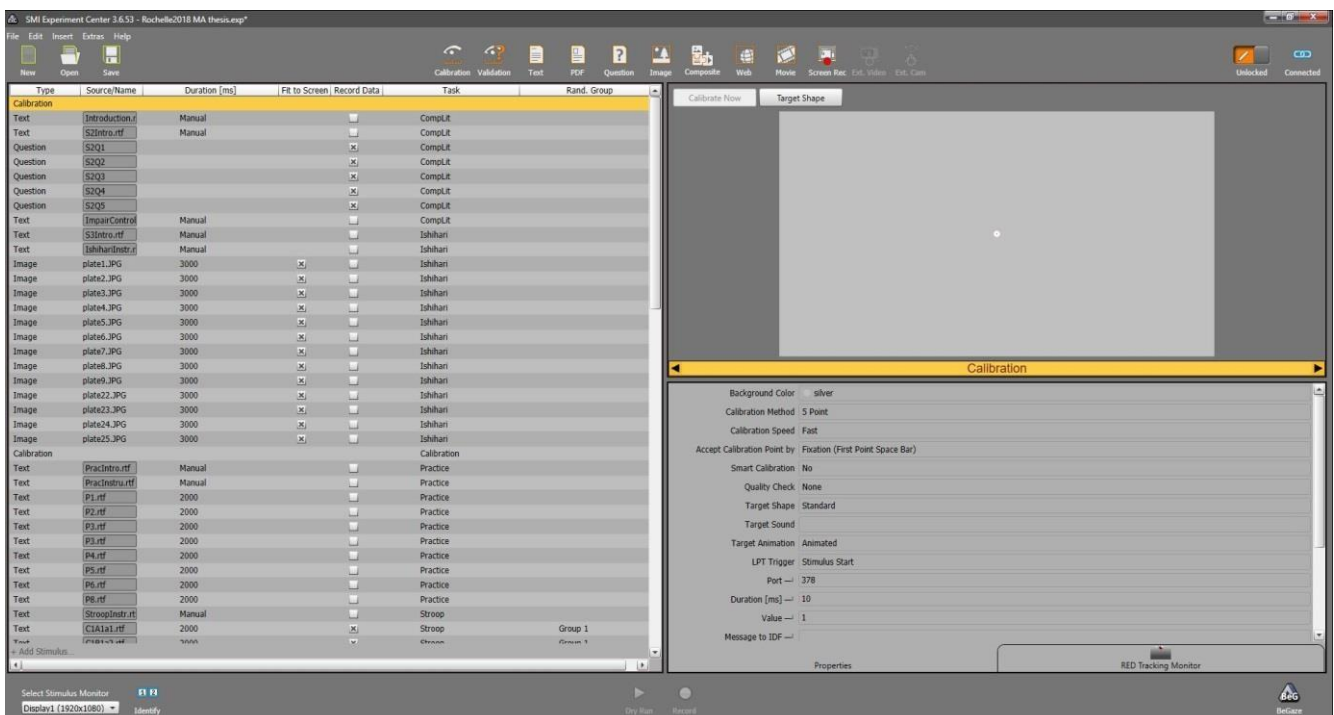 SMI Experiment Center 3.6.53 - Rochelle2018 MA thesis.exp*
File Edit Insert Extras Help
New Open Save Calibration Validation Text PDF Question Image Composite Web Movie Screen Rec Ext. Video Ext. Cam Unlocked Connected
Type Source/Name Duration [ms] Fit to Screen Record Data Task Rand. Group
Calibration
Text Introduction.r Manual CompLit
Text S2Intro.rtf Manual CompLit
Question S2Q1 CompLit
Question S2Q2 CompLit
Question S2Q3 CompLit
Question S2Q4 CompLit
Question S2Q5 CompLit
Text ImpairControl Manual CompLit
Text S3Intro.rtf Manual Ishihari
Text IshihariInstr.r Manual Ishihari
Image plate1.JPG 3000 Ishihari
Image plate2.JPG 3000 Ishihari
Image plate3.JPG 3000 Ishihari
Image plate4.JPG 3000 Ishihari
Image plate5.JPG 3000 Ishihari
Image plate6.JPG 3000 Ishihari
Image plate7.JPG 3000 Ishihari
Image plate8.JPG 3000 Ishihari
Image plate9.JPG 3000 Ishihari
Image plate22.JPG 3000 Ishihari
Image plate23.JPG 3000 Ishihari
Image plate24.JPG 3000 Ishihari
Image plate25.JPG 3000 Ishihari
Calibration Calibration
Text PracIntro.rtf Manual Practice
Text PracInstru.rtf Manual Practice
Text P1.rtf 2000 Practice
Text P2.rtf 2000 Practice
Text P3.rtf 2000 Practice
Text P3.rtf 2000 Practice
Text P4.rtf 2000 Practice
Text P5.rtf 2000 Practice
Text P6.rtf 2000 Practice
Text P8.rtf 2000 Practice
Text StroopInstr.rt Manual Stroop
Text C1A1a1.rtf 2000 Stroop Group 1
Text C1B1a2.rtf 2000 Stroop Group 1
+ Add Stimulus...
Calibrate Now Target Shape
Calibration
Background Color silver
Calibration Method 5 Point
Calibration Speed Fast
Accept Calibration Point by Fixation (First Point Space Bar)
Smart Calibration No
Quality Check None
Target Shape Standard
Target Sound
Target Animation Animated
LPT Trigger Stimulus Start
Port 378
Duration [ms] 10
Value 1
Message to IDF
Properties RED Tracking Monitor
Select Stimulus Monitor 1 2
Display1 (1920x1080) Identify Dry Run Record BeG BeGaze